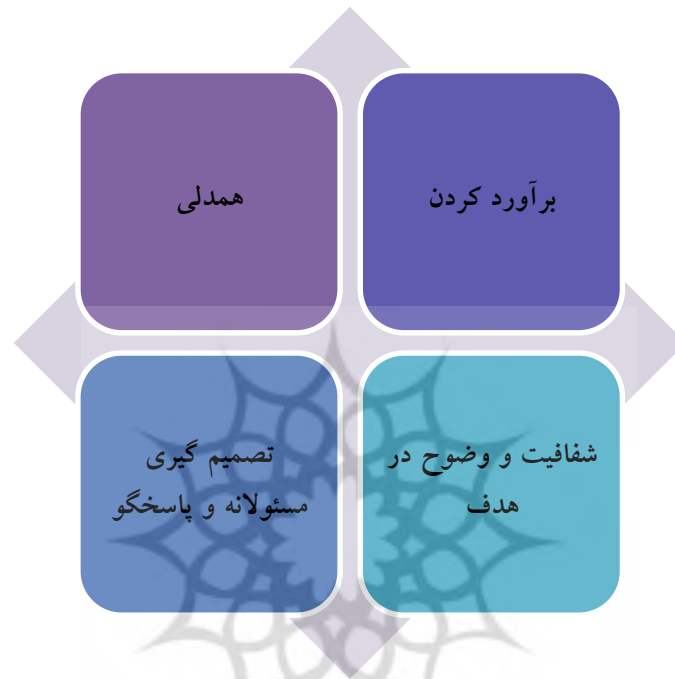 برآورد کردن
همدلی
شفافیت و وضوح در
هدف
تصمیم گیری
مسئولانه و پاسخگو